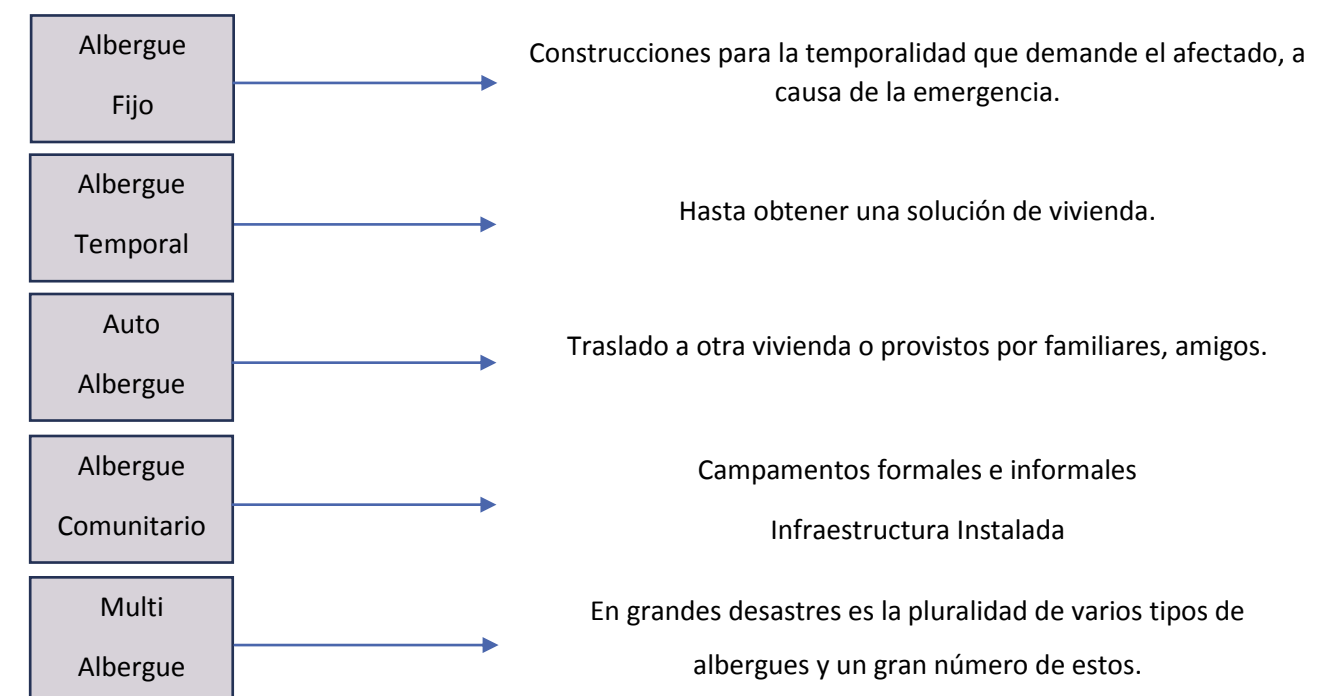 Albergue
Fijo
Construcciones para la temporalidad que demande el afectado, a
causa de la emergencia.
Albergue
Temporal
Hasta obtener una solución de vivienda.
Auto
Albergue
Traslado a otra vivienda o provistos por familiares, amigos.
Albergue
Comunitario
Campamentos formales e informales
Infraestructura Instalada
Multi
Albergue
En grandes desastres es la pluralidad de varios tipos de
albergues y un gran número de estos.